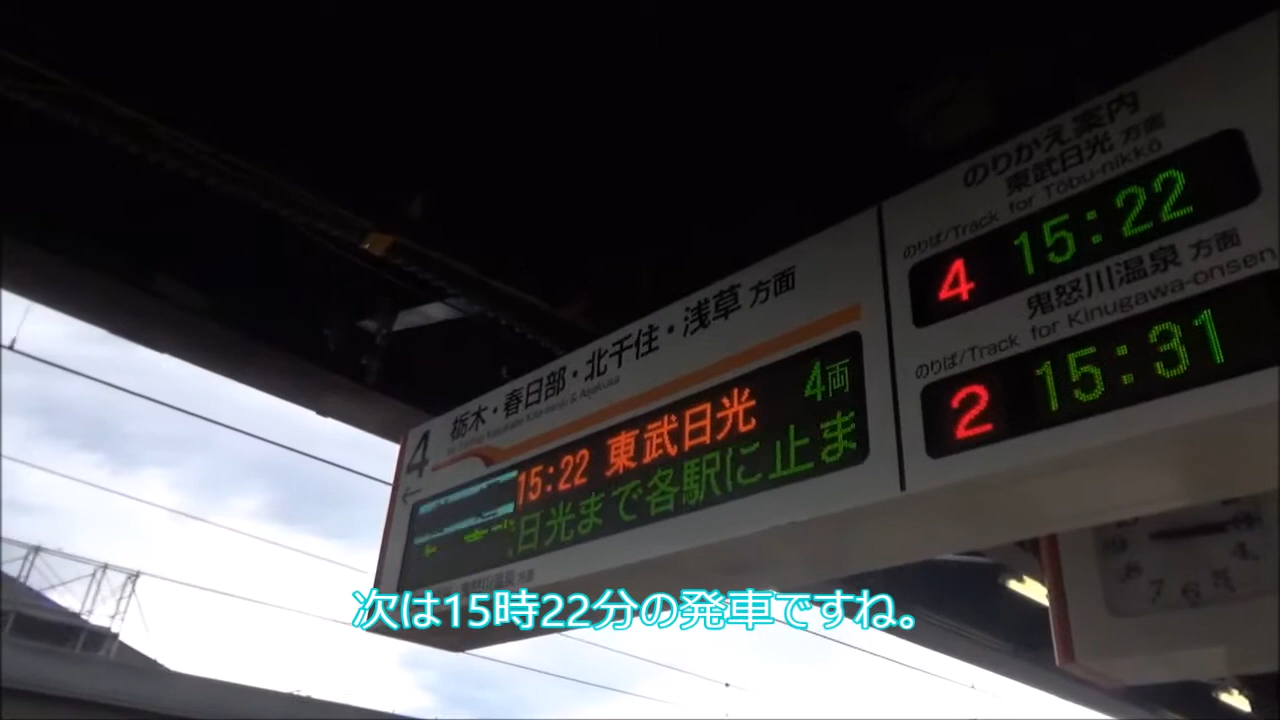 4
栃木・春日部・北千住・浅草 方面
15:22 東武日光 4両
日光まで各駅に止ま
のりかえ案内
東武日光 方面
のりば/Track for Tōbu-nikkō
4 15:22
鬼怒川温泉 方面
のりば/Track for Kinugawa-onsen
2 15:31
4
7 6 5
次は15時22分の発車ですね。